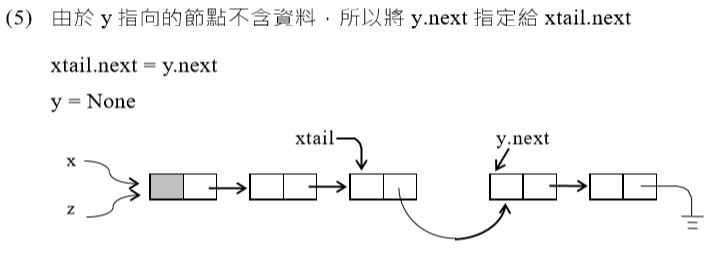 (5) 由於 y 指向的節點不含資料，所以將 y.next 指定給 xtail.next
xtail.next = y.next
y = None
xtail
y.next
x
z